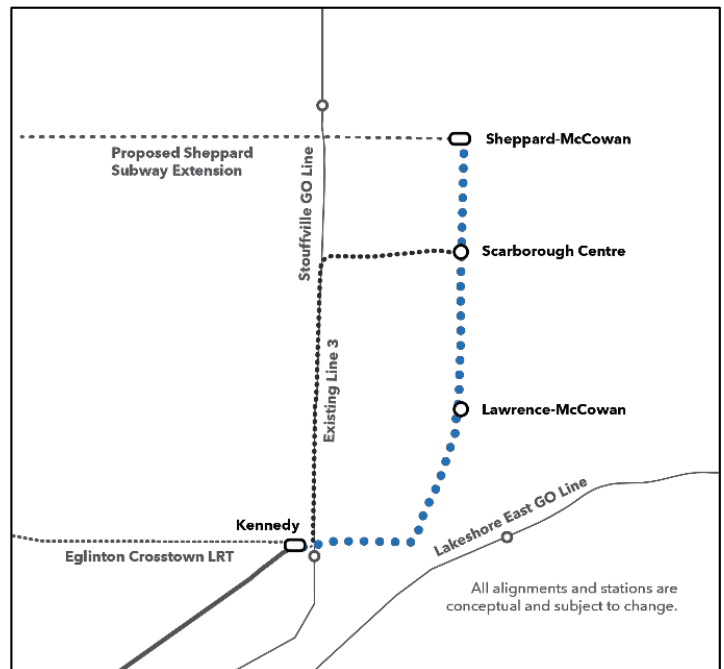 Sheppard-McCowan
Proposed Sheppard
Subway Extension
Stouffville GO Line
Scarborough Centre
Existing Line 3
Lawrence-McCowan
Kennedy
Eglinton Crosstown LRT
Lakeshore East GO Line
All alignments and stations are
conceptual and subject to change.